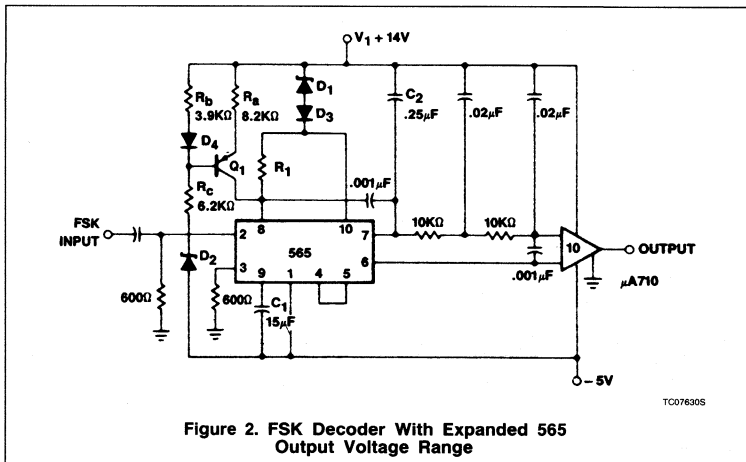 V1 + 14V
Rb
3.9KΩ
Ra
8.2KΩ
D1
D3
C2
.25μF
.02μF
.02μF
D4
Q1
R1
Rc
6.2KΩ
.001μF
FSK
INPUT
10KΩ
10KΩ
2
8
10
7
565
10
OUTPUT
D2
3
9
1
4
5
6
.001μF
μA710
600Ω
600Ω
C1
15μF
– 5V
TC07630S
Figure 2. FSK Decoder With Expanded 565
Output Voltage Range